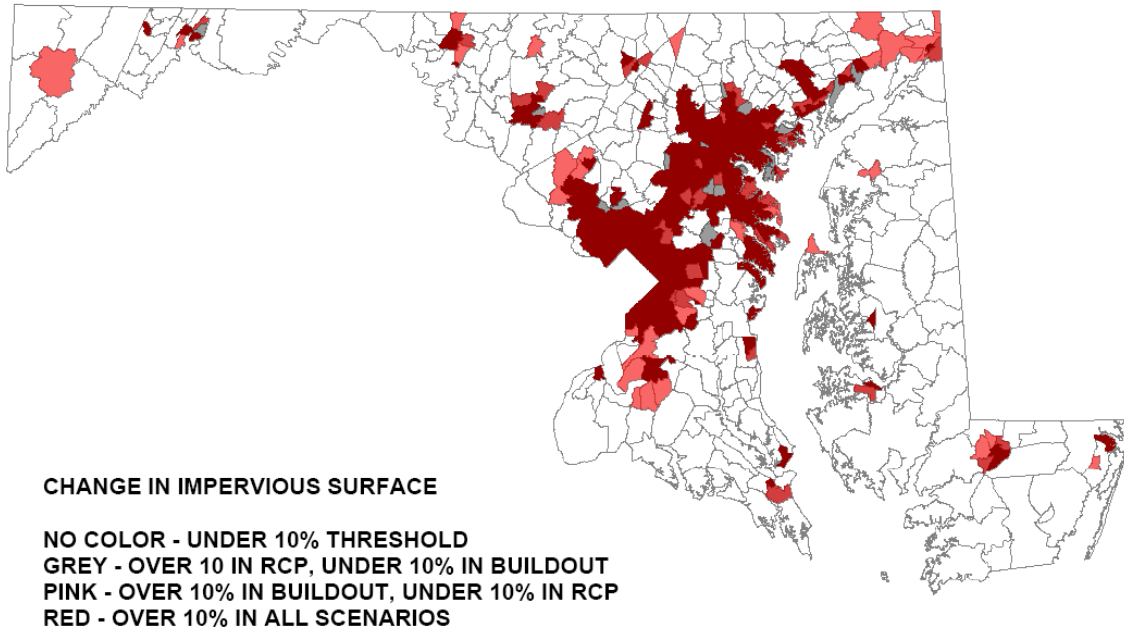 CHANGE IN IMPERVIOUS SURFACE
NO COLOR - UNDER 10% THRESHOLD
GREY - OVER 10 IN RCP, UNDER 10% IN BUILDOUT
PINK - OVER 10% IN BUILDOUT, UNDER 10% IN RCP
RED - OVER 10% IN ALL SCENARIOS